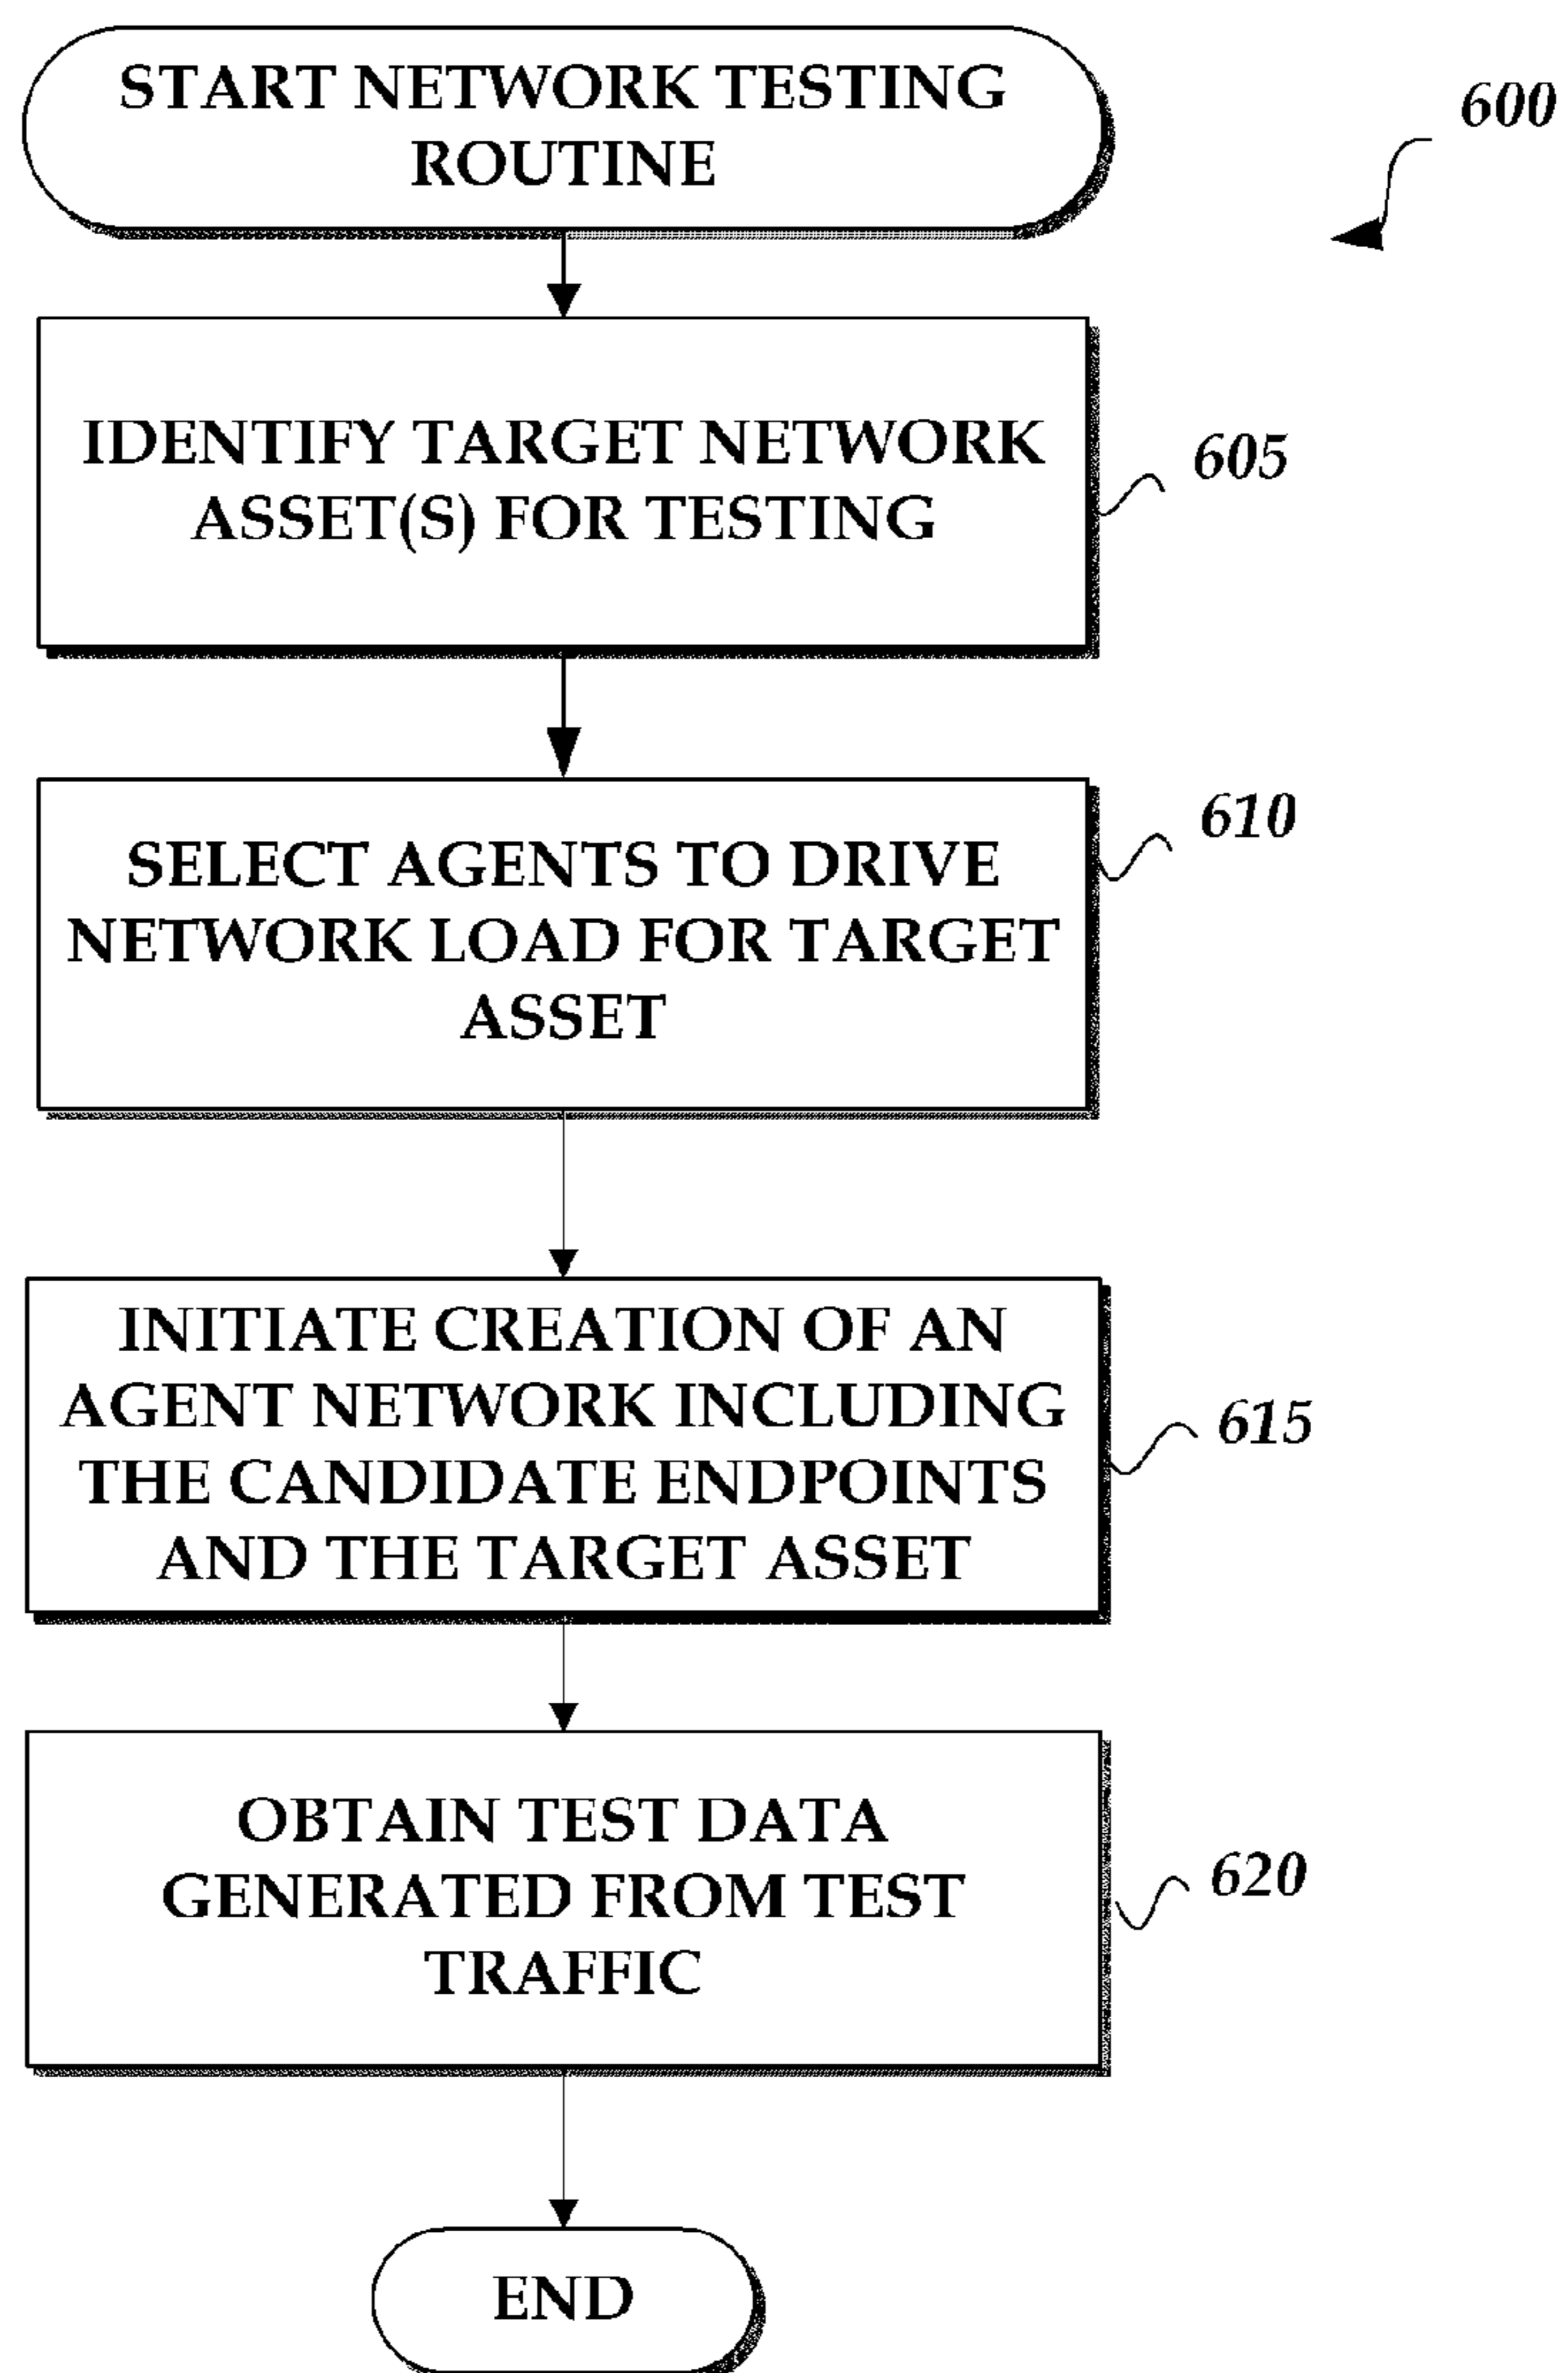 START NETWORK TESTING
ROUTINE
600
IDENTIFY TARGET NETWORK
ASSET(S) FOR TESTING
605
SELECT AGENTS TO DRIVE
NETWORK LOAD FOR TARGET
ASSET
610
INITIATE CREATION OF AN
AGENT NETWORK INCLUDING
THE CANDIDATE ENDPOINTS
AND THE TARGET ASSET
615
OBTAIN TEST DATA
GENERATED FROM TEST
TRAFFIC
620
END